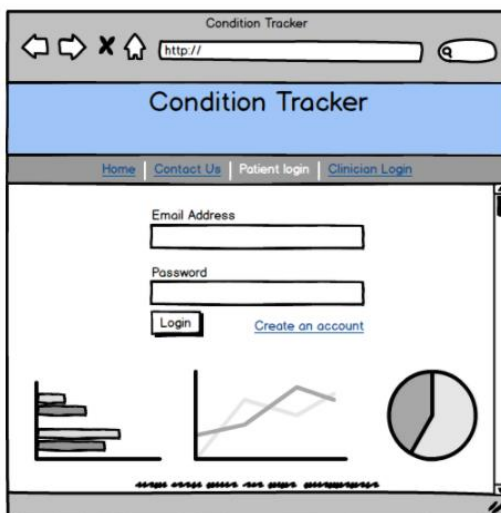 Condition Tracker
http://
Condition Tracker
Home Contact Us Patient login Clinician Login
Email Address
Password
Login Create an account